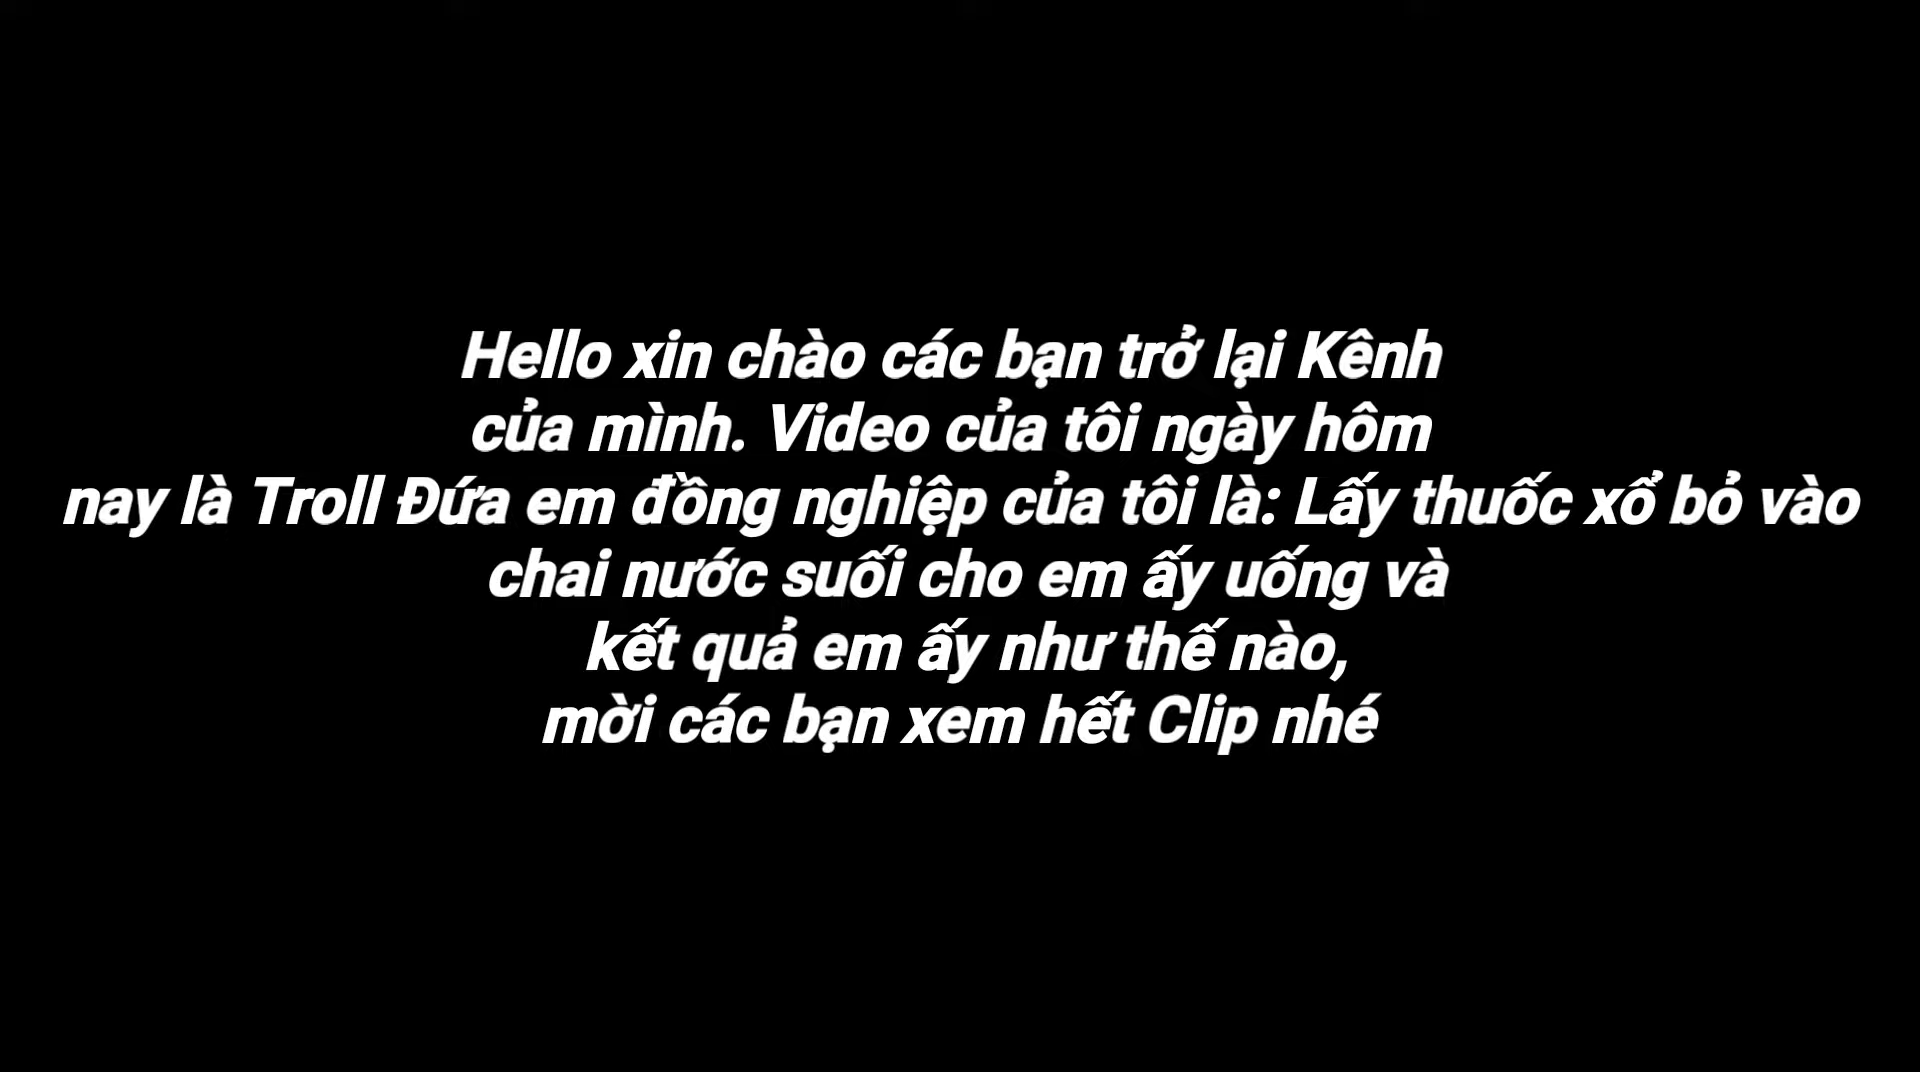 Hello xin chào các bạn trở lại Kênh
của mình. Video của tôi ngày hôm
nay là Troll Đứa em đồng nghiệp của tôi là: Lấy thuốc xổ bỏ vào
chai nước suối cho em ấy uống và
kết quả em ấy như thế nào,
mời các bạn xem hết Clip nhé